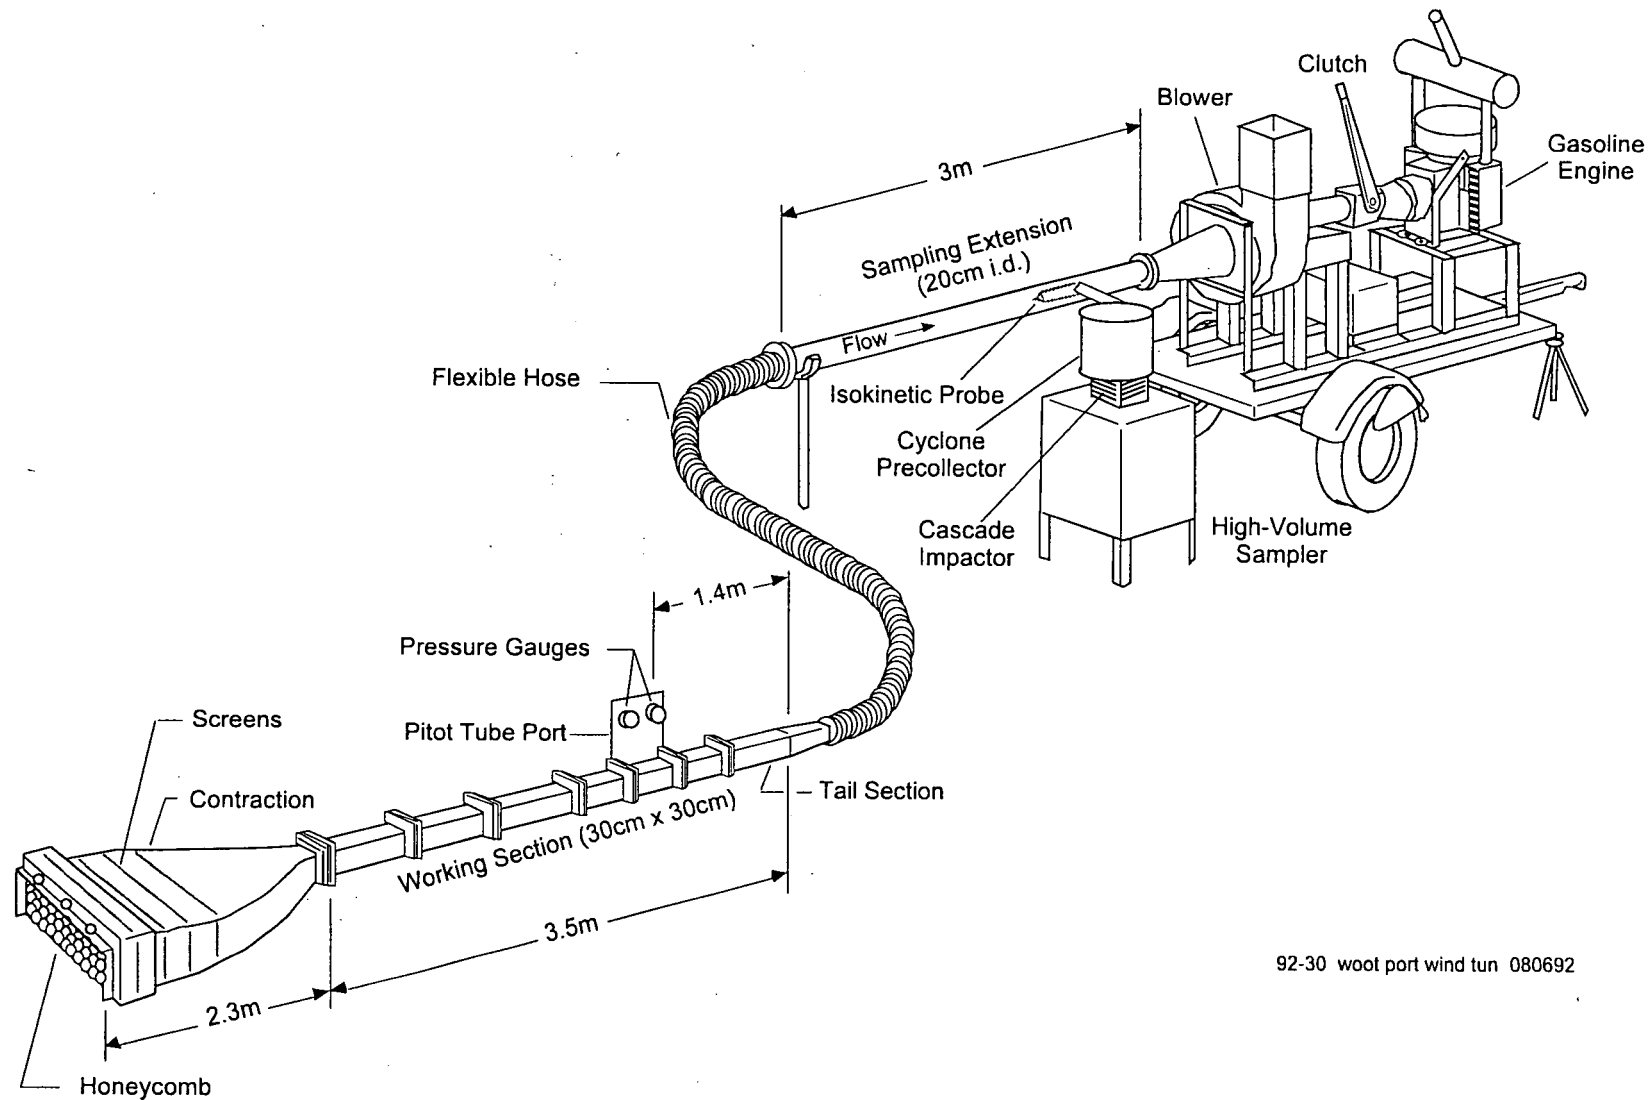 Clutch
Blower
Gasoline
Engine
3m
Sampling Extension
(20cm i.d.)
Flow
Flexible Hose
Isokinetic Probe
Cyclone
Precollector
Cascade
Impactor
High-Volume
Sampler
1.4m
Pressure Gauges
Screens
Pitot Tube Port
Contraction
Tail Section
Working Section (30cm x 30cm)
3.5m
92-30 woot port wind tun 080692
2.3m
Honeycomb